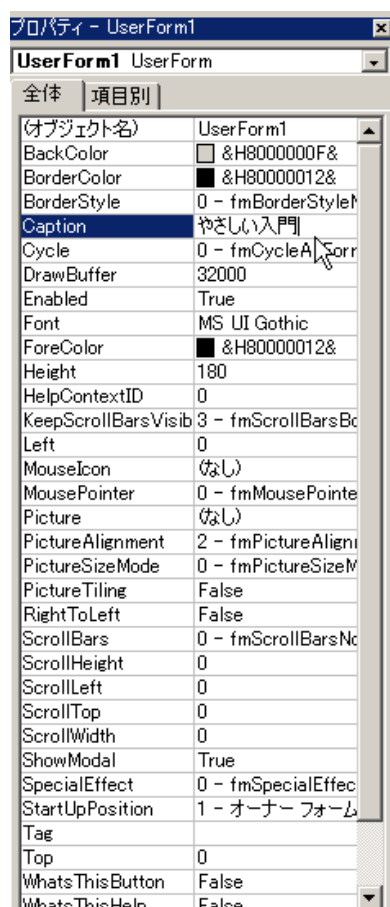 プロパティ - UserForm1
UserForm1 UserForm
全体 項目別
(オブジェクト名) UserForm1
BackColor &H8000000F&
BorderColor &H80000012&
BorderStyle 0 - fmBorderStyleN
Caption やさしい入門
Cycle 0 - fmCycleA
DrawBuffer 32000
Enabled True
Font MS UI Gothic
ForeColor &H80000012&
Height 180
HelpContextID 0
KeepScrollBarsVisib 3 - fmScrollBarsBo
Left 0
MouseIcon (なし)
MousePointer 0 - fmMousePointe
Picture (なし)
PictureAlignment 2 - fmPictureAlignm
PictureSizeMode 0 - fmPictureSizeM
PictureTiling False
RightToLeft False
ScrollBars 0 - fmScrollBarsNo
ScrollHeight 0
ScrollLeft 0
ScrollTop 0
ScrollWidth 0
ShowModal True
SpecialEffect 0 - fmSpecialEffec
StartUpPosition 1 - オーナー フォーム
Tag
Top 0
WhatsThisButton False
WhatsThisHelp False